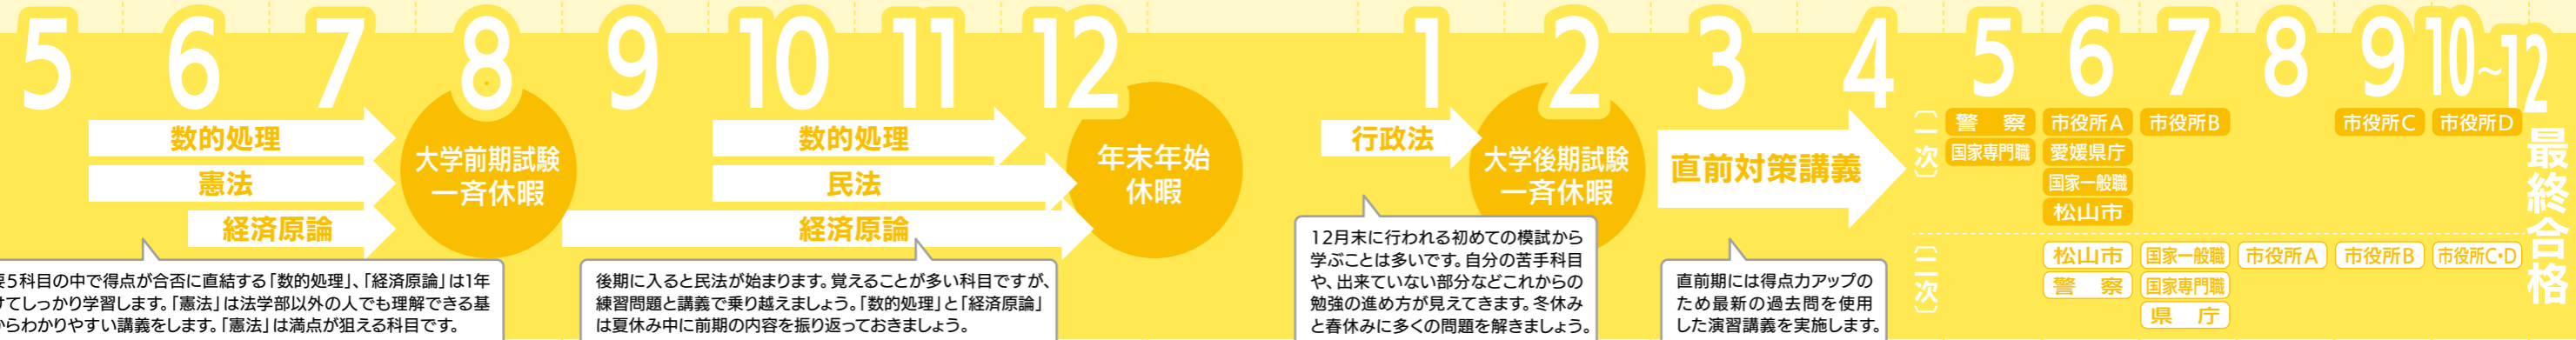 5 6 7 8 9 10 11 12 1 2 3 4 5 6 7 8 9 10~12
数的処理
憲法
経済原論
大学前期試験
一斉休暇
数的処理
民法
経済原論
年末年始
休暇
行政法
大学後期試験
一斉休暇
直前対策講義
〔一次〕
警 察 市役所A 市役所B 市役所C 市役所D
国家専門職 愛媛県庁
国家一般職
松山市
〔二次〕
松山市 国家一般職 市役所A 市役所B 市役所C・D
警 察 国家専門職
県 庁
最終合格
要5科目の中で得点が合否に直結する「数的処理」、「経済原論」は1年
けてしっかり学習します。「憲法」は法学部以外の人でも理解できる基
からわかりやすい講義をします。「憲法」は満点が狙える科目です。
後期に入ると民法が始まります。覚えることが多い科目ですが、
練習問題と講義で乗り越えましょう。「数的処理」と「経済原論」
は夏休み中に前期の内容を振り返っておきましょう。
12月末に行われる初めての模試から
学ぶことは多いです。自分の苦手科目
や、出来ていない部分などこれからの
勉強の進め方が見えてきます。冬休み
と春休みに多くの問題を解きましょう。
直前期には得点力アップの
ため最新の過去問を使用
した演習講義を実施します。